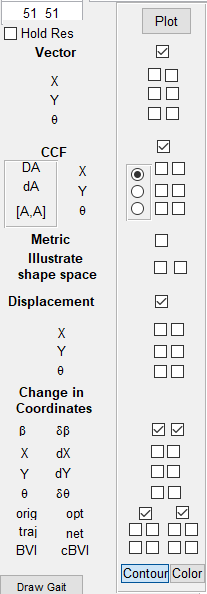 51 51
Plot
Hold Res
Vector
X
Y
θ
CCF
DA X
dA Y
[A,A] θ
Metric
Illustrate
shape space
Displacement
X
Y
θ
Change in
Coordinates
β δβ
X dX
Y dY
θ δθ
orig opt
traj net
BVI cBVI
Contour Color
Draw Gait